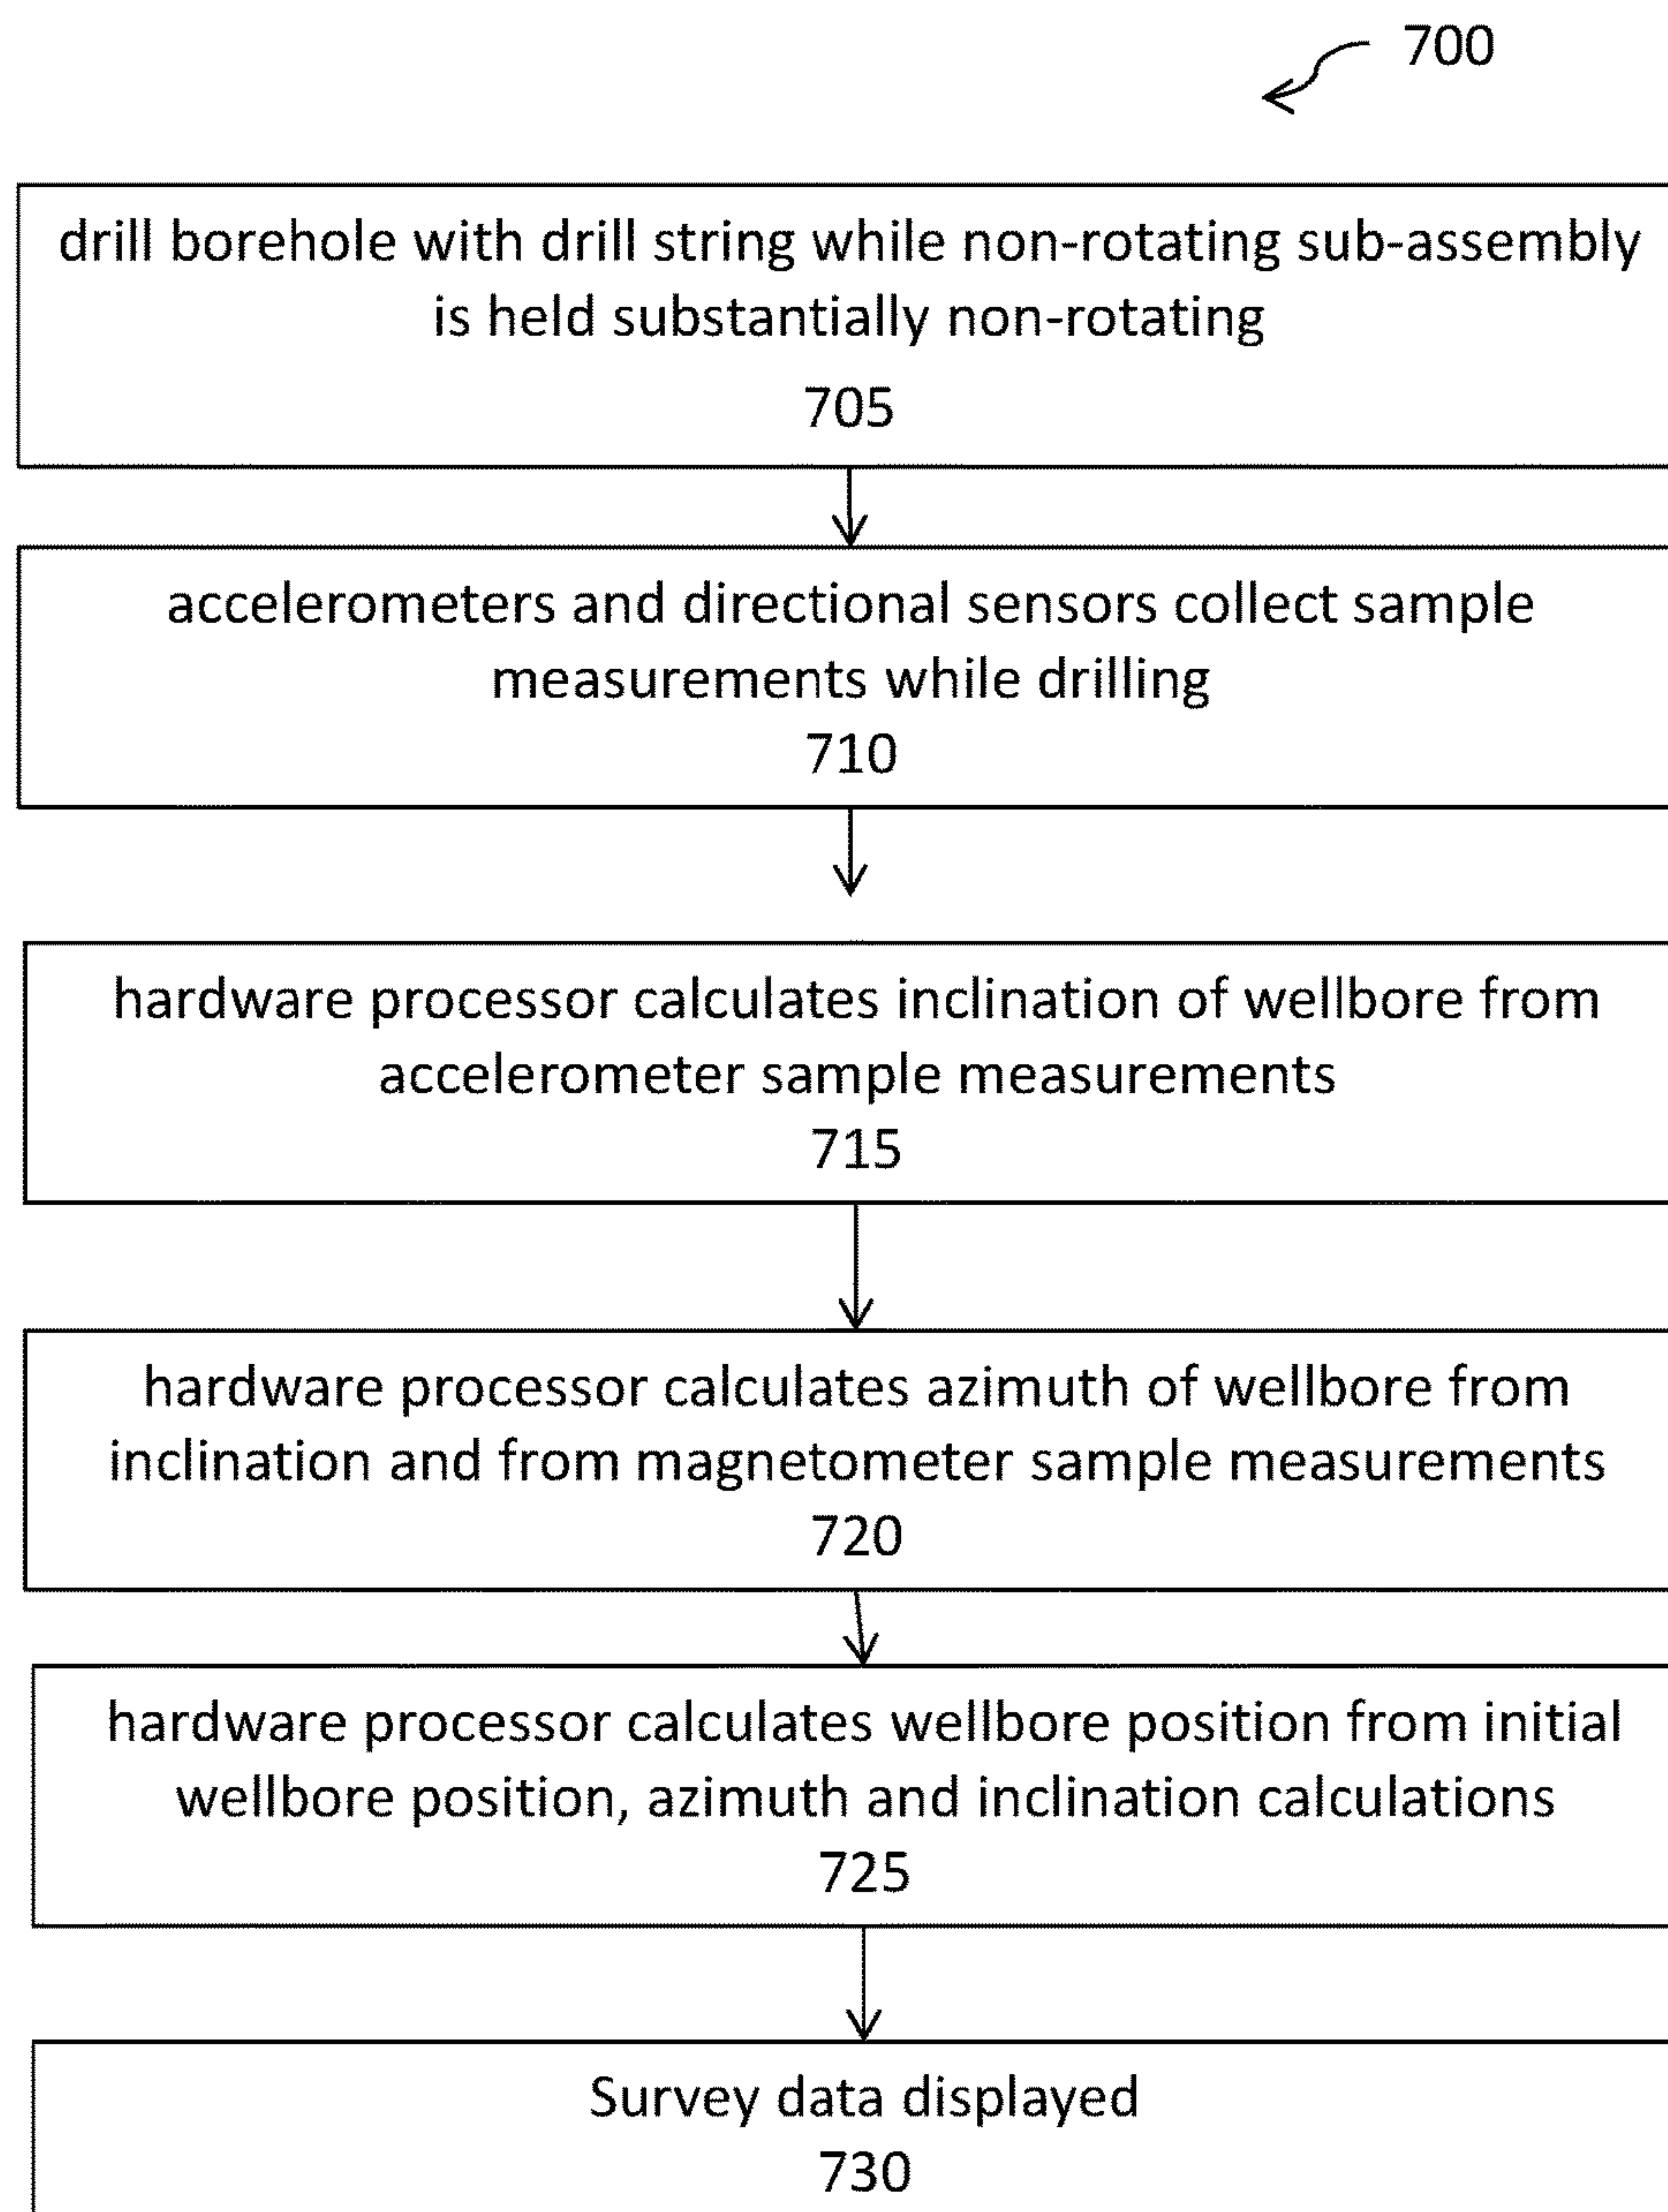 700
drill borehole with drill string while non-rotating sub-assembly
is held substantially non-rotating
705
accelerometers and directional sensors collect sample
measurements while drilling
710
hardware processor calculates inclination of wellbore from
accelerometer sample measurements
715
hardware processor calculates azimuth of wellbore from
inclination and from magnetometer sample measurements
720
hardware processor calculates wellbore position from initial
wellbore position, azimuth and inclination calculations
725
Survey data displayed
730